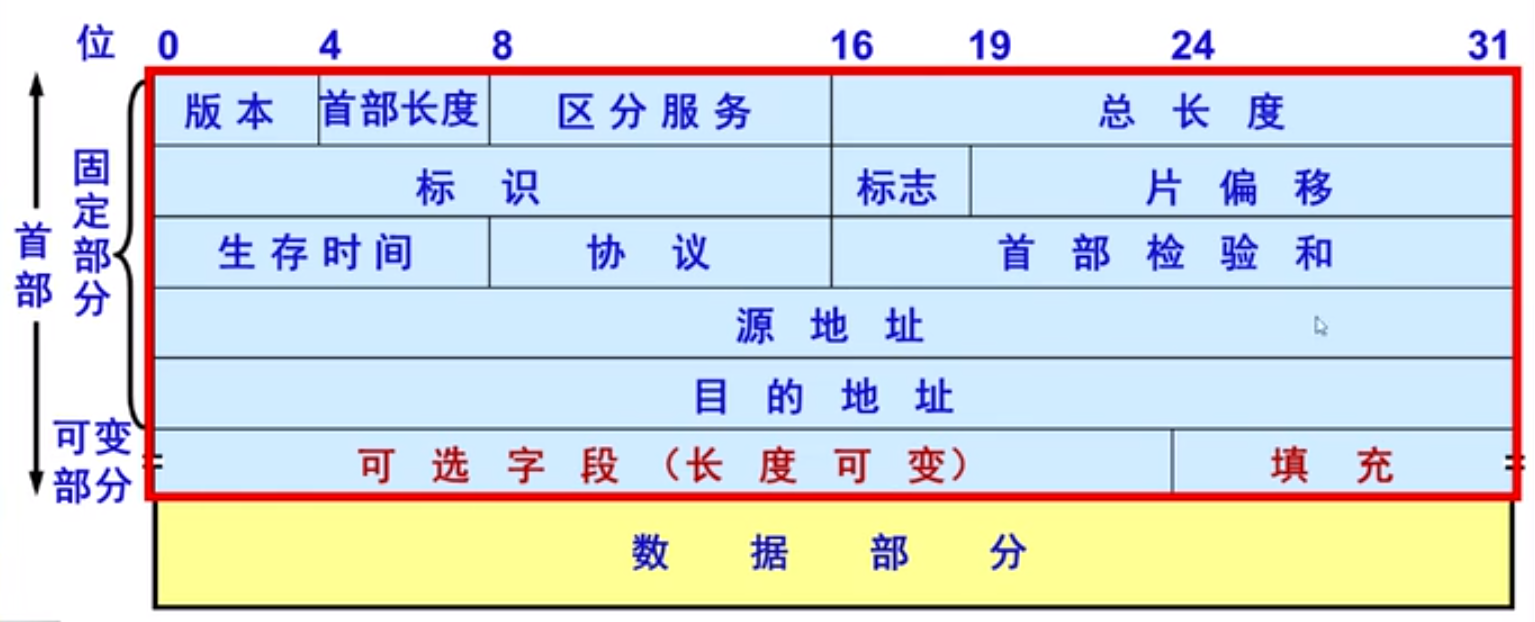 位 0 4 8 16 19 24 31
版本 首部长度 区分服务 总长度
标识 标志 片偏移
生存时间 协议 首部检验和
源地址
目的地址
可选字段（长度可变） 填充
数据部分
首部
固定部分
可变部分